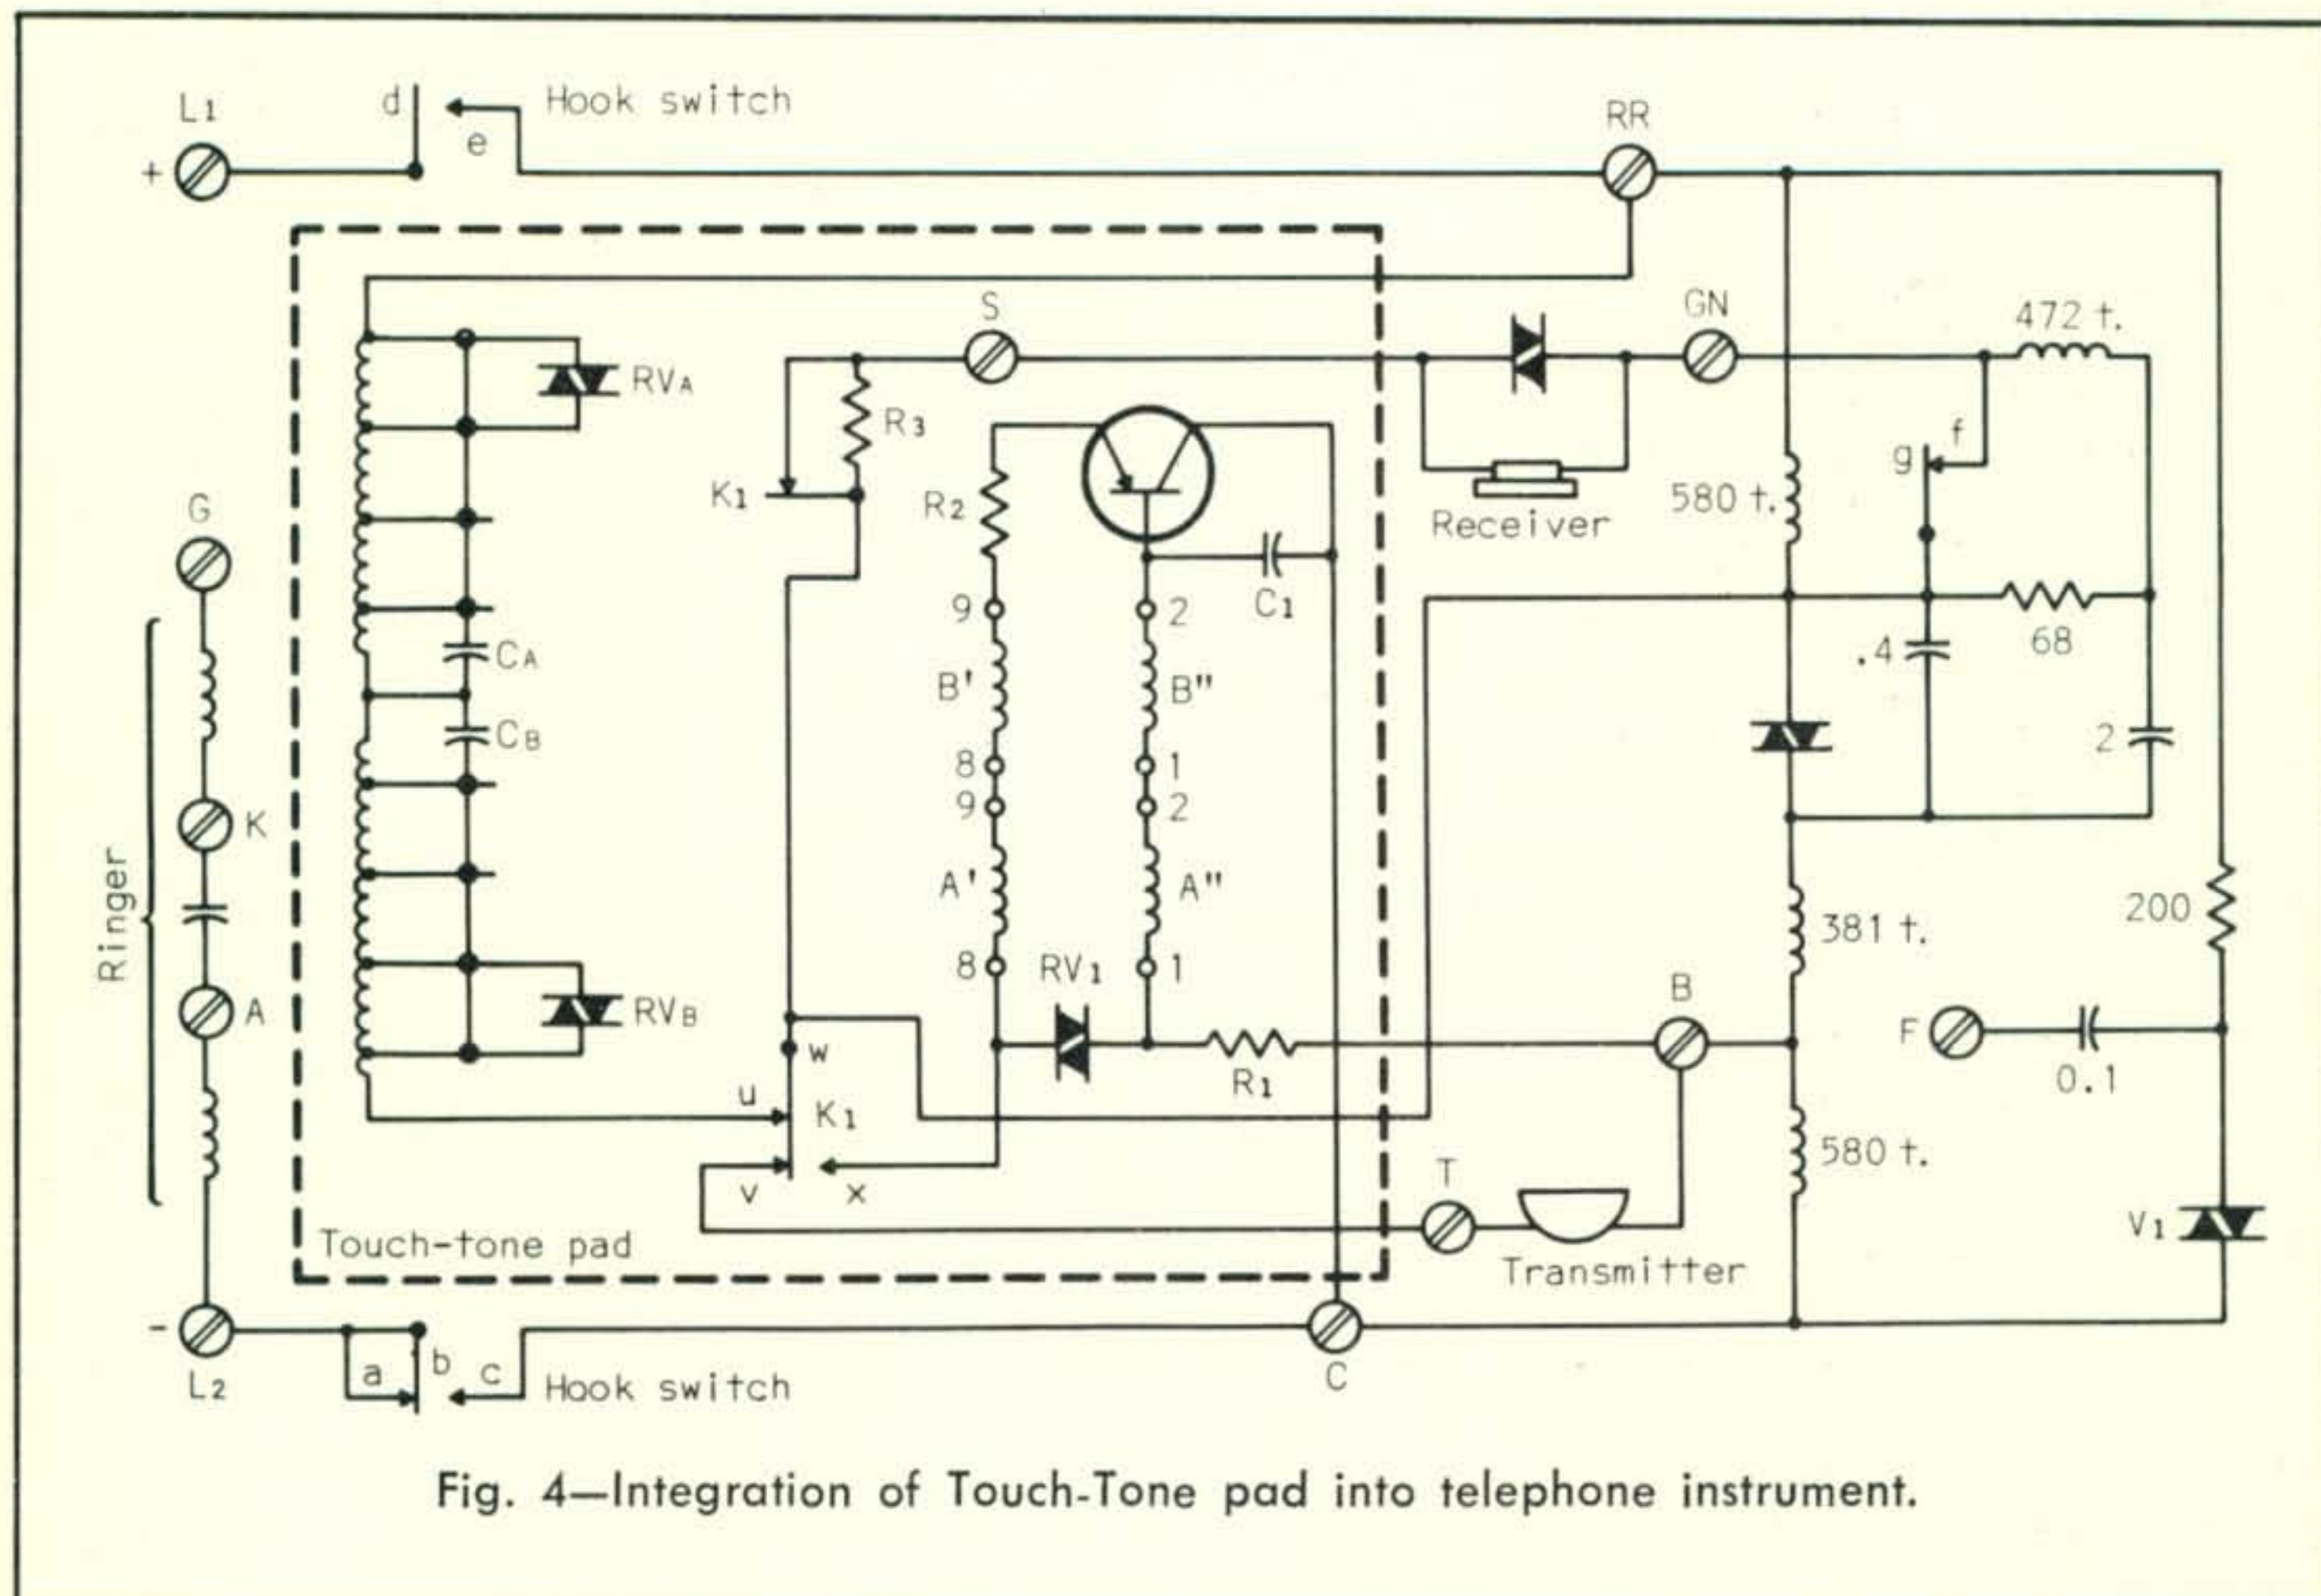 L1
d
Hook switch
e
+
RR
S
GN
472 t.
RVA
R3
K1
R2
Receiver
g
f
580 t.
G
CA
C1
9
2
.4
68
B'
B"
CB
8
1
2
9
2
K
A'
A"
Ringer
381 t.
200
A
8
RV1
1
B
F
RVB
w
R1
0.1
u
K1
v
x
T
580 t.
V1
Touch-tone pad
Transmitter
-
L2
a
b
c
Hook switch
C
Fig. 4—Integration of Touch-Tone pad into telephone instrument.